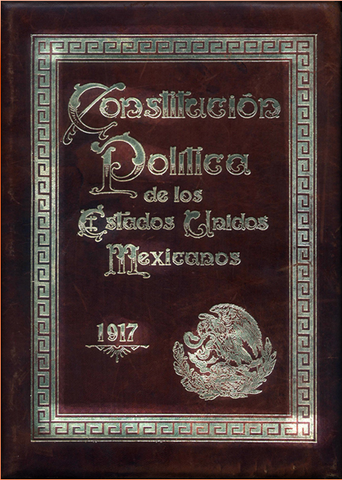 Constitución
Política
de los
Estados Unidos
Mexicanos
1917